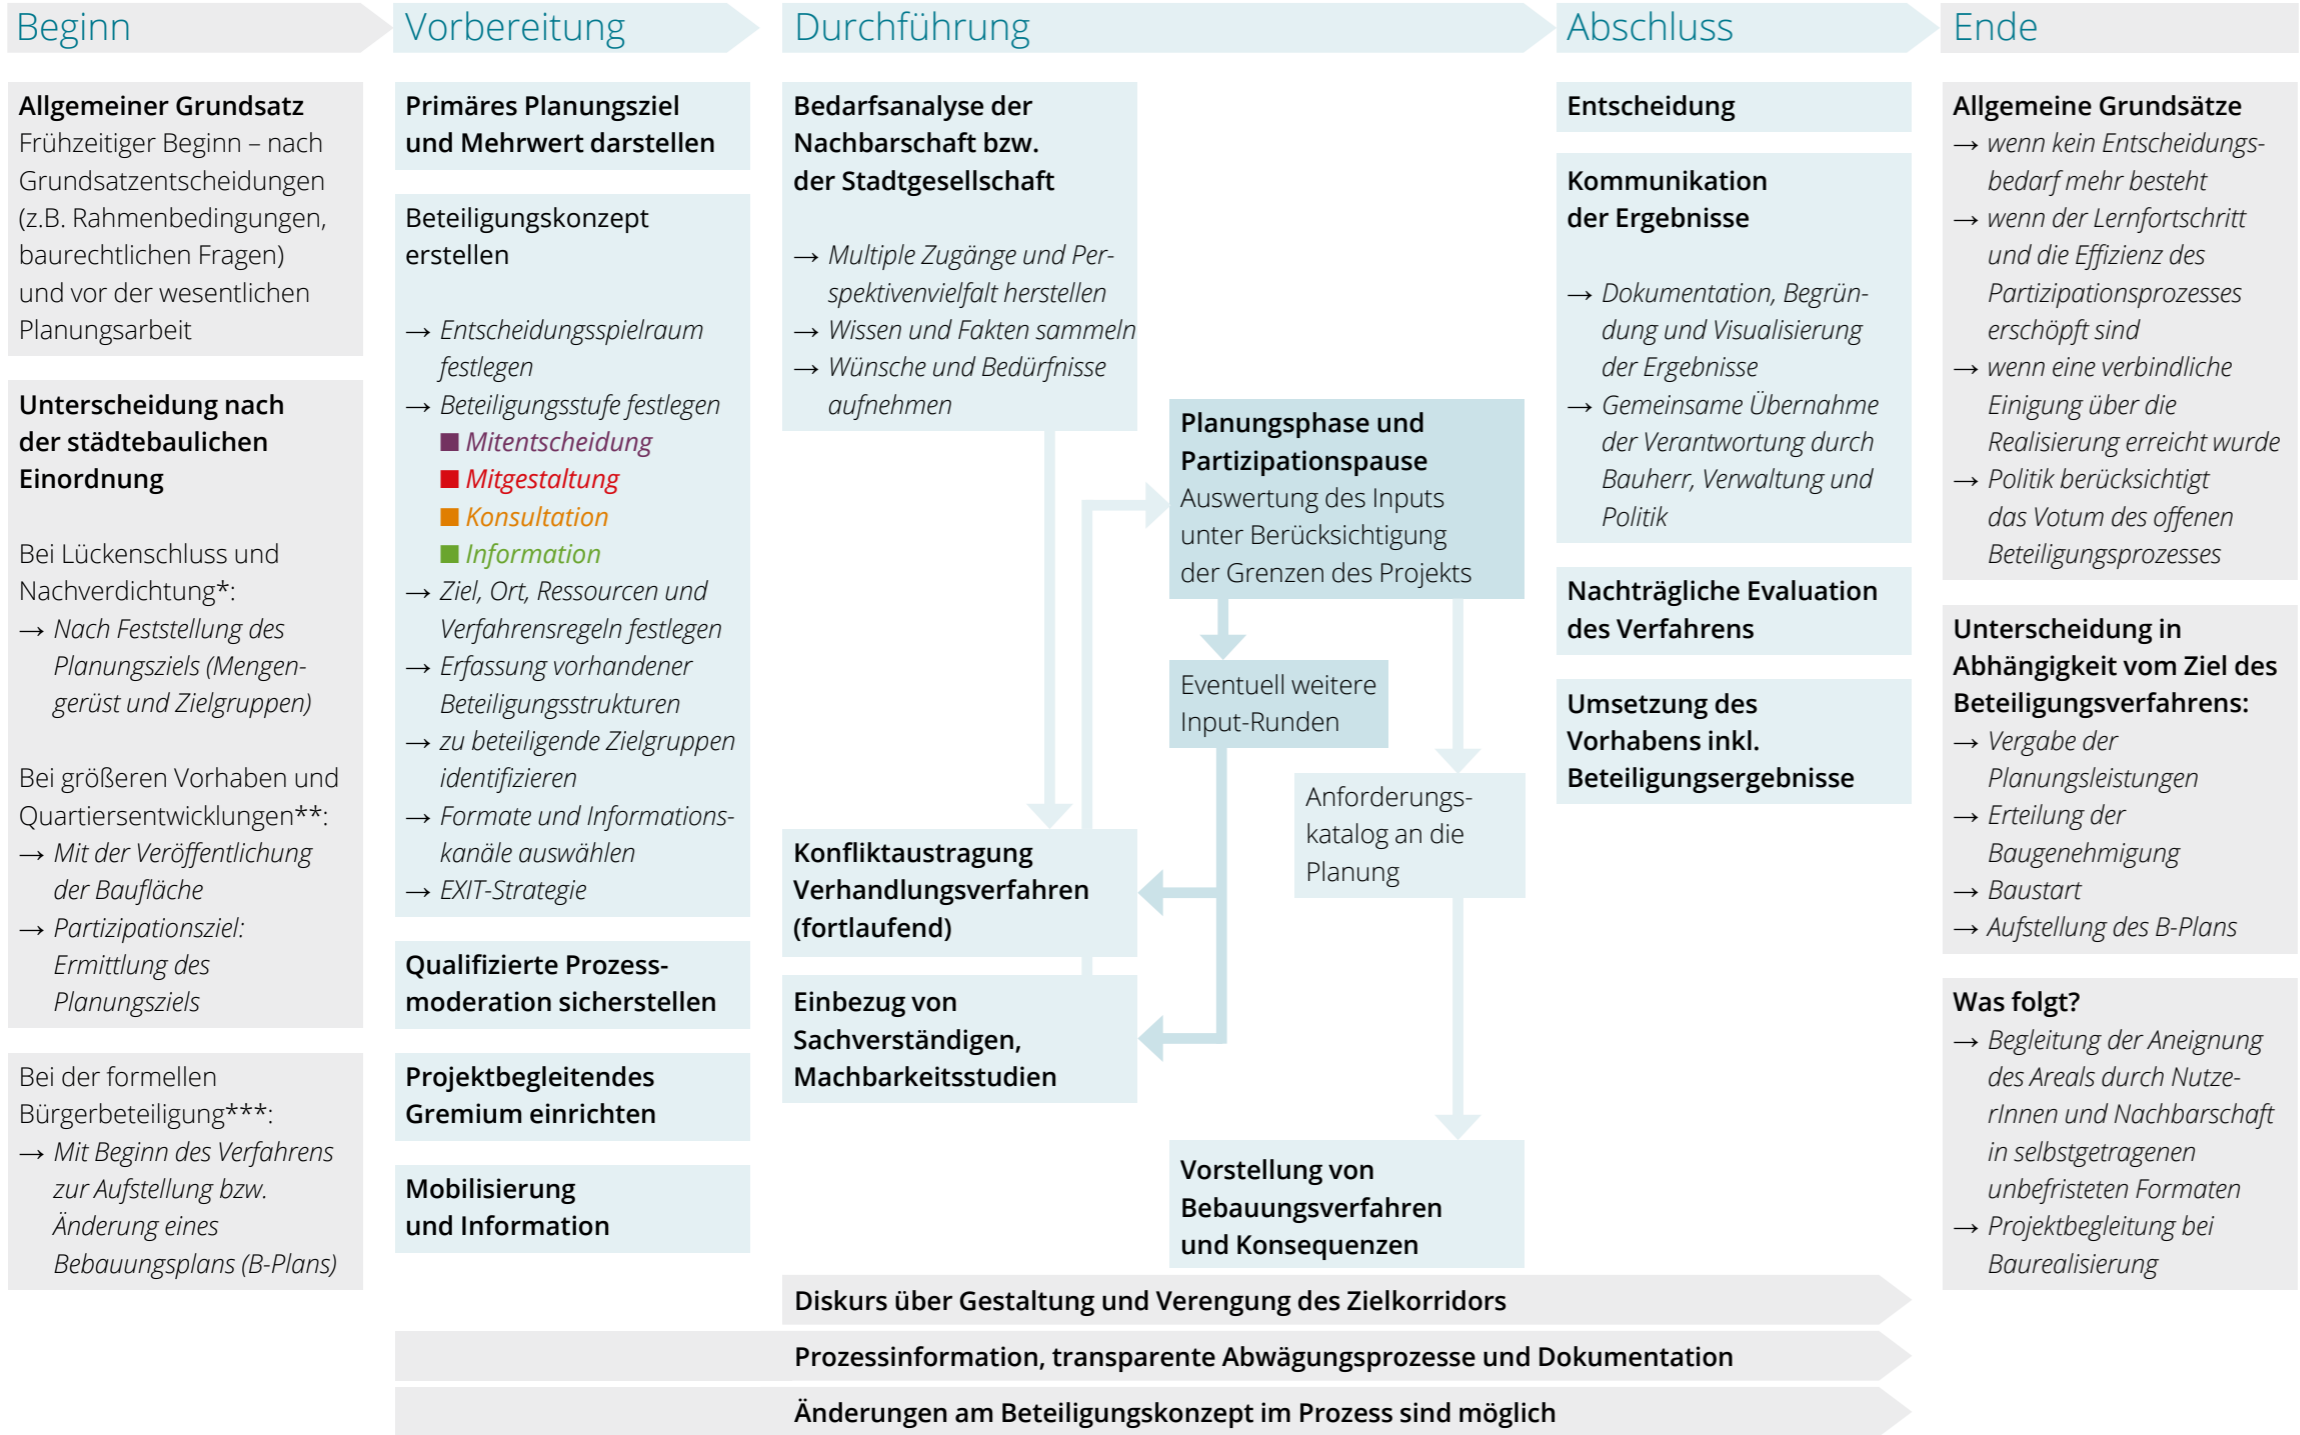 Beginn
Vorbereitung
Durchführung
Abschluss
Ende
Allgemeiner Grundsatz
Frühzeitiger Beginn – nach
Grundsatzentscheidungen
(z.B. Rahmenbedingungen,
baurechtlichen Fragen)
und vor der wesentlichen
Planungsarbeit
Unterscheidung nach
der städtebaulichen
Einordnung
Bei Lückenschluss und
Nachverdichtung*:
→ Nach Feststellung des
Planungsziels (Mengen-
gerüst und Zielgruppen)
Bei größeren Vorhaben und
Quartiersentwicklungen**:
→ Mit der Veröffentlichung
der Baufläche
→ Partizipationsziel:
Ermittlung des
Planungsziels
Bei der formellen
Bürgerbeteiligung***:
→ Mit Beginn des Verfahrens
zur Aufstellung bzw.
Änderung eines
Bebauungsplans (B-Plans)
Primäres Planungsziel
und Mehrwert darstellen
Beteiligungskonzept
erstellen
→ Entscheidungsspielraum
festlegen
→ Beteiligungsstufe festlegen
Mitentscheidung
Mitgestaltung
Konsultation
Information
→ Ziel, Ort, Ressourcen und
Verfahrensregeln festlegen
→ Erfassung vorhandener
Beteiligungsstrukturen
→ zu beteiligende Zielgruppen
identifizieren
→ Formate und Informations-
kanäle auswählen
→ EXIT-Strategie
Qualifizierte Prozess-
moderation sicherstellen
Projektbegleitendes
Gremium einrichten
Mobilisierung
und Information
Bedarfsanalyse der
Nachbarschaft bzw.
der Stadtgesellschaft
→ Multiple Zugänge und Per-
spektivenvielfalt herstellen
→ Wissen und Fakten sammeln
→ Wünsche und Bedürfnisse
aufnehmen
Planungsphase und
Partizipationspause
Auswertung des Inputs
unter Berücksichtigung
der Grenzen des Projekts
Eventuell weitere
Input-Runden
Anforderungs-
katalog an die
Planung
Konfliktaustragung
Verhandlungsverfahren
(fortlaufend)
Einbezug von
Sachverständigen,
Machbarkeitsstudien
Vorstellung von
Bebauungsverfahren
und Konsequenzen
Entscheidung
Kommunikation
der Ergebnisse
→ Dokumentation, Begrün-
dung und Visualisierung
der Ergebnisse
→ Gemeinsame Übernahme
der Verantwortung durch
Bauherr, Verwaltung und
Politik
Nachträgliche Evaluation
des Verfahrens
Umsetzung des
Vorhabens inkl.
Beteiligungsergebnisse
Allgemeine Grundsätze
→ wenn kein Entscheidungs-
bedarf mehr besteht
→ wenn der Lernfortschritt
und die Effizienz des
Partizipationsprozesses
erschöpft sind
→ wenn eine verbindliche
Einigung über die
Realisierung erreicht wurde
→ Politik berücksichtigt
das Votum des offenen
Beteiligungsprozesses
Unterscheidung in
Abhängigkeit vom Ziel des
Beteiligungsverfahrens:
→ Vergabe der
Planungsleistungen
→ Erteilung der
Baugenehmigung
→ Baustart
→ Aufstellung des B-Plans
Was folgt?
→ Begleitung der Aneignung
des Areals durch Nutze-
rInnen und Nachbarschaft
in selbstgetragenen
unbefristeten Formaten
→ Projektbegleitung bei
Baurealisierung
Diskurs über Gestaltung und Verengung des Zielkorridors
Prozessinformation, transparente Abwägungsprozesse und Dokumentation
Änderungen am Beteiligungskonzept im Prozess sind möglich